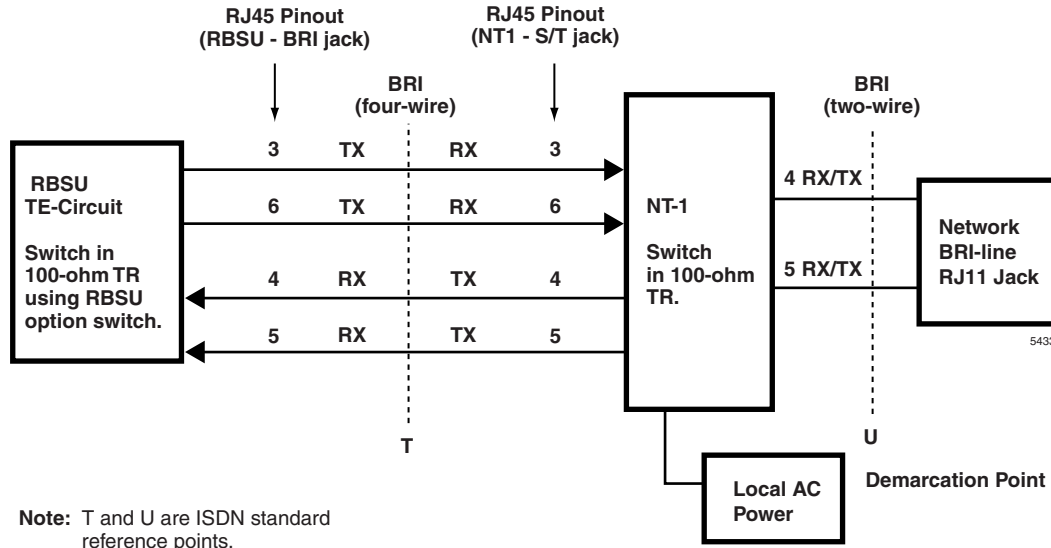 RJ45 Pinout
(RBSU - BRI jack)
RJ45 Pinout
(NT1 - S/T jack)
BRI
(four-wire)
BRI
(two-wire)
3 TX RX 3
6 TX RX 6
4 RX TX 4
5 RX TX 5
RBSU
TE-Circuit
Switch in
100-ohm TR
using RBSU
option switch.
NT-1
Switch
in 100-ohm
TR.
4 RX/TX
5 RX/TX
Network
BRI-line
RJ11 Jack
5433
T
U
Demarcation Point
Local AC
Power
Note: T and U are ISDN standard
reference points.